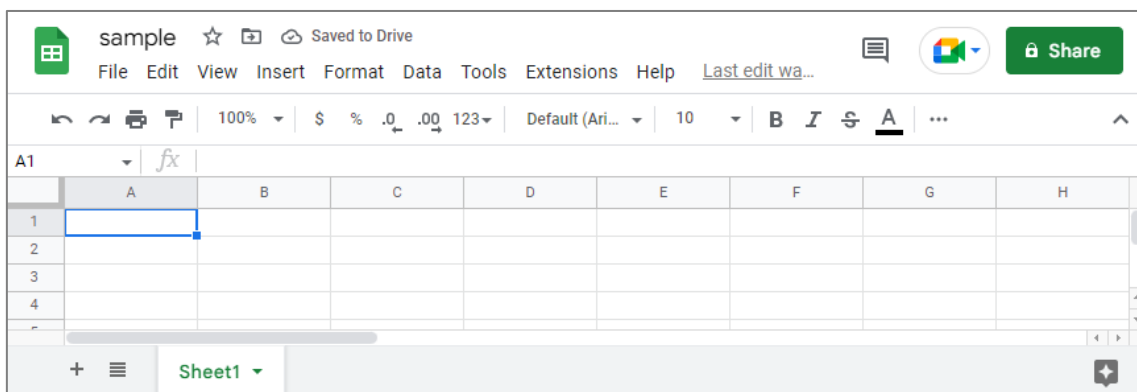 sample Saved to Drive
File Edit View Insert Format Data Tools Extensions Help Last edit wa...
Share
100% $ % .0 .00 123 Default (Ari... 10 B I S A ...
A1 fx
A B C D E F G H
1
2
3
4
Sheet1